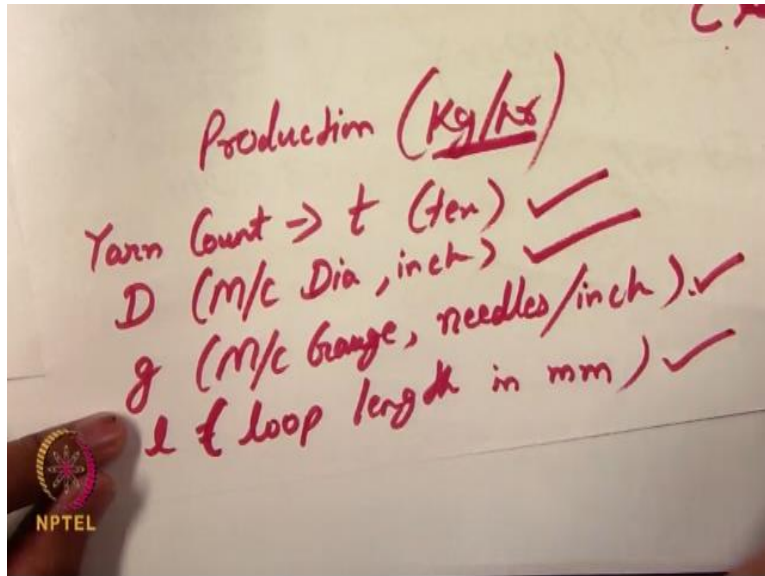 Production (Kg/hr)
Yarn Count → t (tex) ✓
D (M/c Dia, inch) ✓
g (M/c Gauge, needles/inch). ✓
l ( loop length in mm) ✓
NPTEL